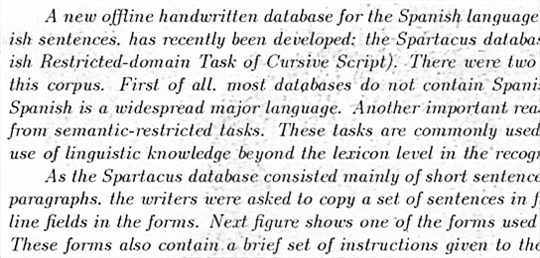 A new offline handwritten database for the Spanish language
ish sentences, has recently been developed: the Spartacus databas
ish Restricted-domain Task of Cursive Script). There were two
this corpus. First of all, most databases do not contain Spani
Spanish is a widespread major language. Another important rea
from semantic-restricted tasks. These tasks are commonly used
use of linguistic knowledge beyond the lexicon level in the recogn
As the Spartacus database consisted mainly of short sentence
paragraphs, the writers were asked to copy a set of sentences in f
line fields in the forms. Next figure shows one of the forms used
These forms also contain a brief set of instructions given to the